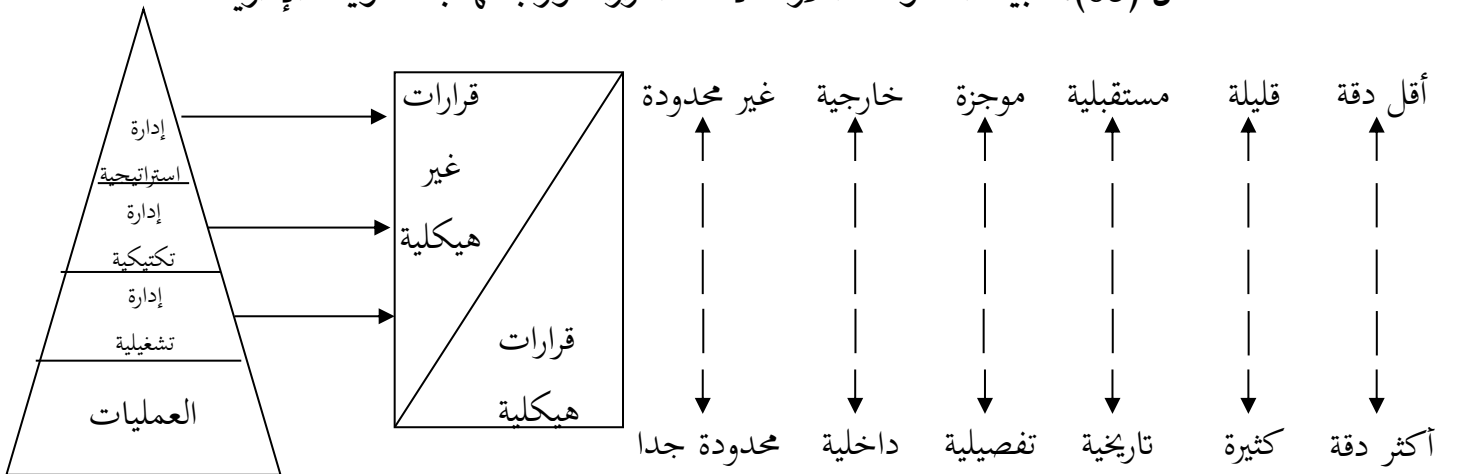 إدارة
استراتيجية
إدارة
تكتيكية
إدارة
تشغيلية
العمليات
قرارات
غير
هيكلية
قرارات
هيكلية
غير محدودة خارجية موجزة مستقبلية قليلة أقل دقة
محدودة جدا داخلية تفصيلية تاريخية كثيرة أكثر دقة